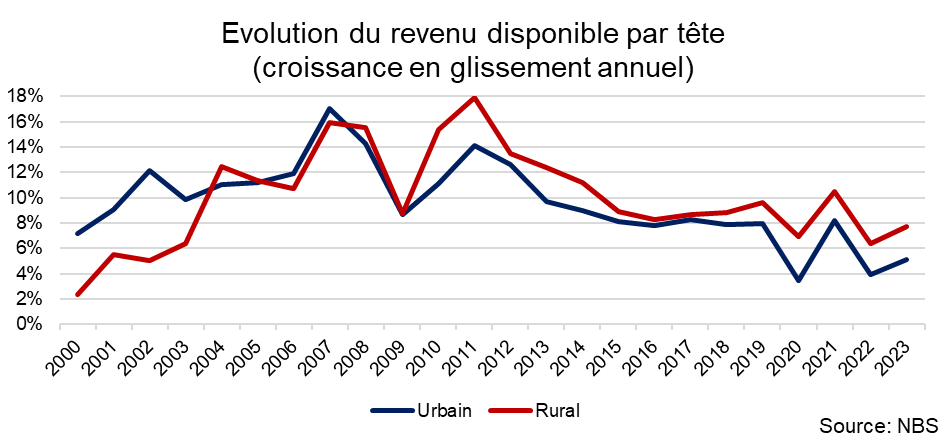 Evolution du revenu disponible par tête
(croissance en glissement annuel)
18%
16%
14%
12%
10%
8%
6%
4%
2%
0%
2000 2001 2002 2003 2004 2005 2006 2007 2008 2009 2010 2011 2012 2013 2014 2015 2016 2017 2018 2019 2020 2021 2022 2023
Urbain Rural
Source: NBS